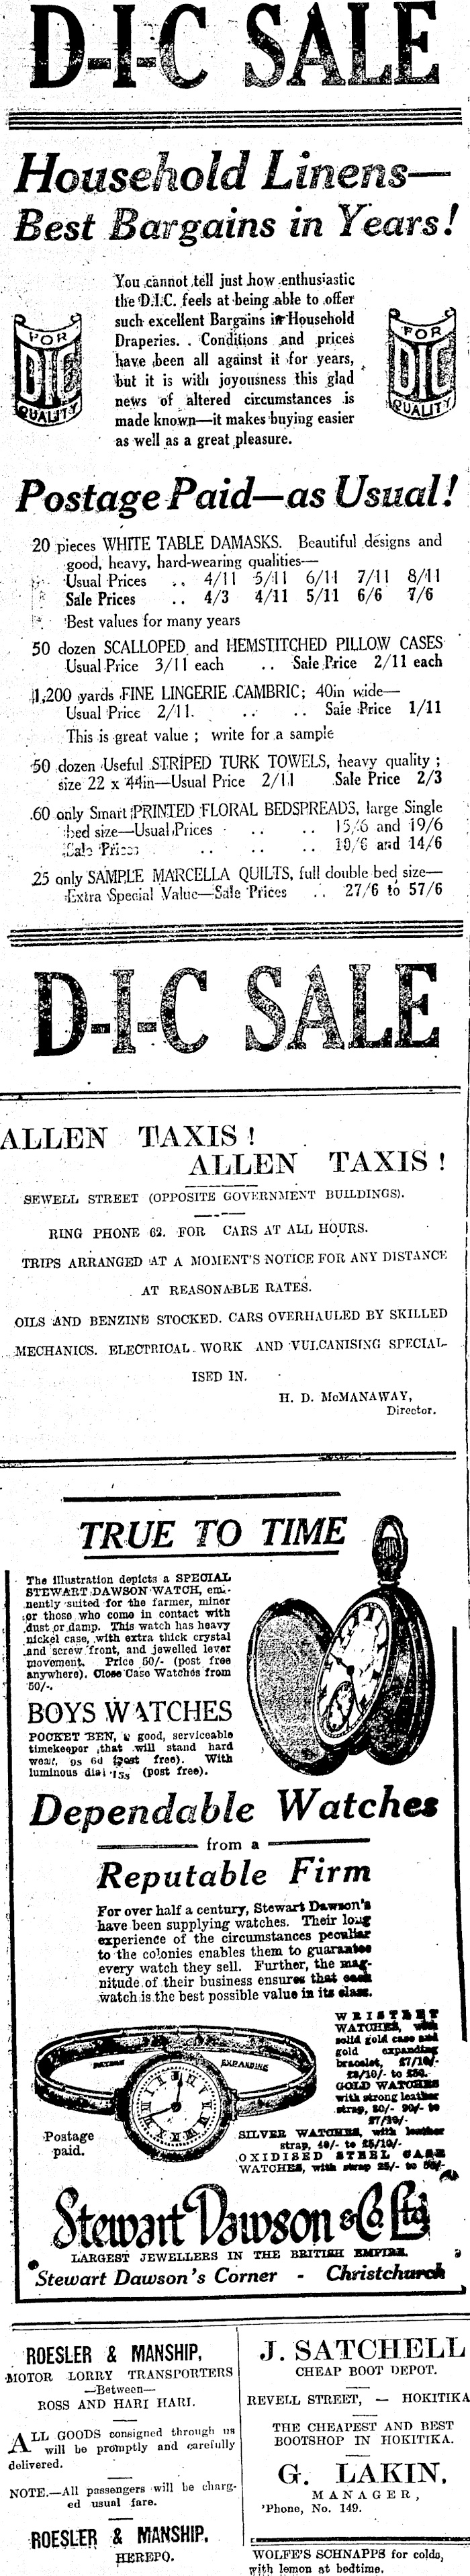 D-I-C SALE
Household Linens—
Best Bargains in Years!
FOR
DIC
QUALITY
You cannot tell just how enthusiastic
the D.I.C. feels at being able to offer
such excellent Bargains in Household
Draperies. . Conditions and prices
have been all against it for years,
but it is with joyousness this glad
news of altered circumstances is
made known—it makes buying easier
as well as a great pleasure.
FOR
DIC
QUALITY
Postage Paid—as Usual!
20 pieces WHITE TABLE DAMASKS. Beautiful designs and
good, heavy, hard-wearing qualities—
Usual Prices .. 4/11 5/11 6/11 7/11 8/11
Sale Prices .. 4/3 4/11 5/11 6/6 7/6
Best values for many years
50 dozen SCALLOPED and HEMSTITCHED PILLOW CASES
Usual Price 3/11 each .. Sale Price 2/11 each
1,200 yards FINE LINGERIE CAMBRIC; 40in wide—
Usual Price 2/11. .. .. Sale Price 1/11
This is great value ; write for a sample
50 dozen Useful STRIPED TURK TOWELS, heavy quality ;
size 22 x 44in—Usual Price 2/11 Sale Price 2/3
60 only Smart PRINTED FLORAL BEDSPREADS, large Single
bed size—Usual Prices .. .. 15/6 and 19/6
Sale Prices .. .. .. 10/6 and 14/6
25 only SAMPLE MARCELLA QUILTS, full double bed size—
Extra Special Value—Sale Prices .. 27/6 to 57/6
D-I-C SALE
ALLEN TAXIS !
ALLEN TAXIS !
SEWELL STREET (OPPOSITE GOVERNMENT BUILDINGS).
RING PHONE 62. FOR CARS AT ALL HOURS.
TRIPS ARRANGED AT A MOMENT'S NOTICE FOR ANY DISTANCE
AT REASONABLE RATES.
OILS AND BENZINE STOCKED. CARS OVERHAULED BY SKILLED
MECHANICS. ELECTRICAL WORK AND VULCANISING SPECIAL-
ISED IN.
H. D. McMANAWAY,
Director.
TRUE TO TIME
The illustration depicts a SPECIAL
STEWART DAWSON WATCH, emi-
nently suited for the farmer, miner
or those who come in contact with
dust or damp. This watch has heavy
nickel case, with extra thick crystal
and screw front, and jewelled lever
movement. Price 50/- (post free
anywhere). Close Case Watches from
50/-.
BOYS WATCHES
POCKET BEN, a good, serviceable
timekeeper that will stand hard
wear. 9s 6d (post free). With
luminous dial 13s (post free).
Dependable Watches
from a
Reputable Firm
For over half a century, Stewart Dawson's
have been supplying watches. Their long
experience of the circumstances peculiar
to the colonies enables them to guarantee
every watch they sell. Further, the mag-
nitude of their business ensures that each
watch is the best possible value in its class.
WRISTLET
WATCHES, with
solid gold case and
gold expanding
bracelet, £7/10/-
£8/10/- to £50.
GOLD WATCHES
with strong leather
strap, 80/- 90/- to
£7/10/-
SILVER WATCHES, with leather
strap, 40/- to £5/10/-
OXIDISED STEEL CASE
WATCHES, with strap 25/- to
EXPANDING
Postage
paid.
Stewart Dawson & Co Ltd
LARGEST JEWELLERS IN THE BRITISH EMPIRE
Stewart Dawson's Corner - Christchurch
ROESLER & MANSHIP,
MOTOR LORRY TRANSPORTERS
—Between—
ROSS AND HARI HARI.
ALL GOODS consigned through us
will be promptly and carefully
delivered.
NOTE.—All passengers will be charg-
ed usual fare.
ROESLER & MANSHIP,
HEREPO.
J. SATCHELL
CHEAP BOOT DEPOT.
REVELL STREET, — HOKITIKA
THE CHEAPEST AND BEST
BOOTSHOP IN HOKITIKA.
G. LAKIN,
MANAGER,
'Phone, No. 149.
WOLFE'S SCHNAPPS for colds,
with lemon at bedtime.